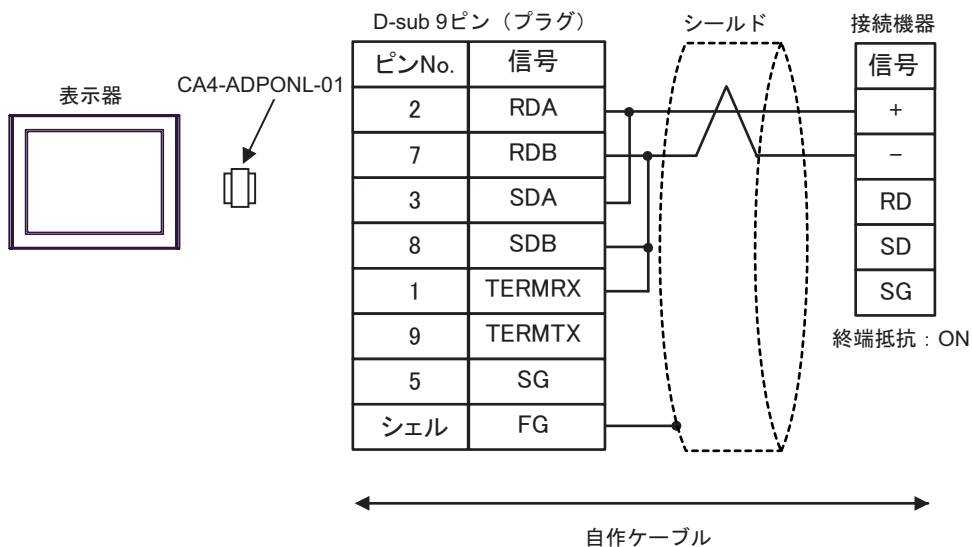 D-sub 9ピン（プラグ）
シールド
接続機器
表示器
CA4-ADPONL-01
ピンNo. 信号
2 RDA
7 RDB
3 SDA
8 SDB
1 TERMRX
9 TERMTX
5 SG
シェル FG
信号
+
−
RD
SD
SG
終端抵抗：ON
自作ケーブル